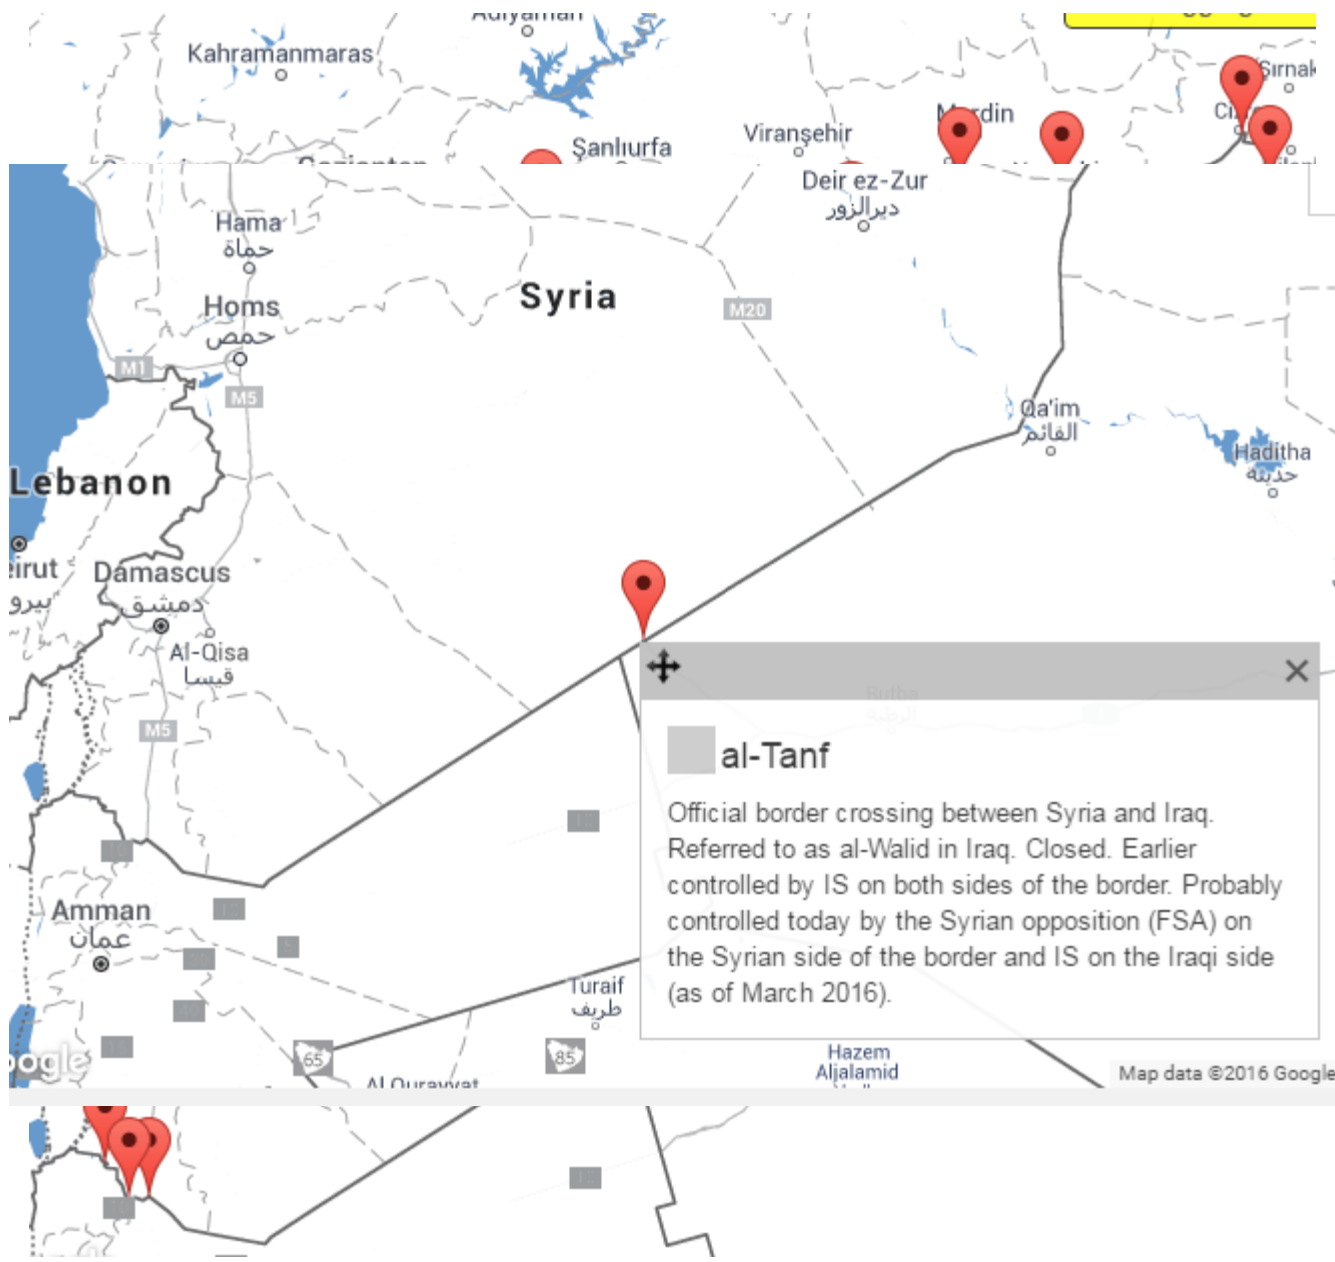 Kahramanmaras
Şanlıurfa
Viranşehir
Şırnak
Deir ez-Zur
ديرالزور
Hama
حماة
Homs
حمص
Syria
M20
M1
M5
Qa'im
القائم
Haditha
حديثة
Lebanon
Damascus
دمشق
Al-Qisa
قيسا
M5
Rutba
الرطبة
al-Tanf
Official border crossing between Syria and Iraq.
Referred to as al-Walid in Iraq. Closed. Earlier
controlled by IS on both sides of the border. Probably
controlled today by the Syrian opposition (FSA) on
the Syrian side of the border and IS on the Iraqi side
(as of March 2016).
Amman
عمان
Turaif
طريف
65
85
Hazem
Aljalamid
Map data ©2016 Google